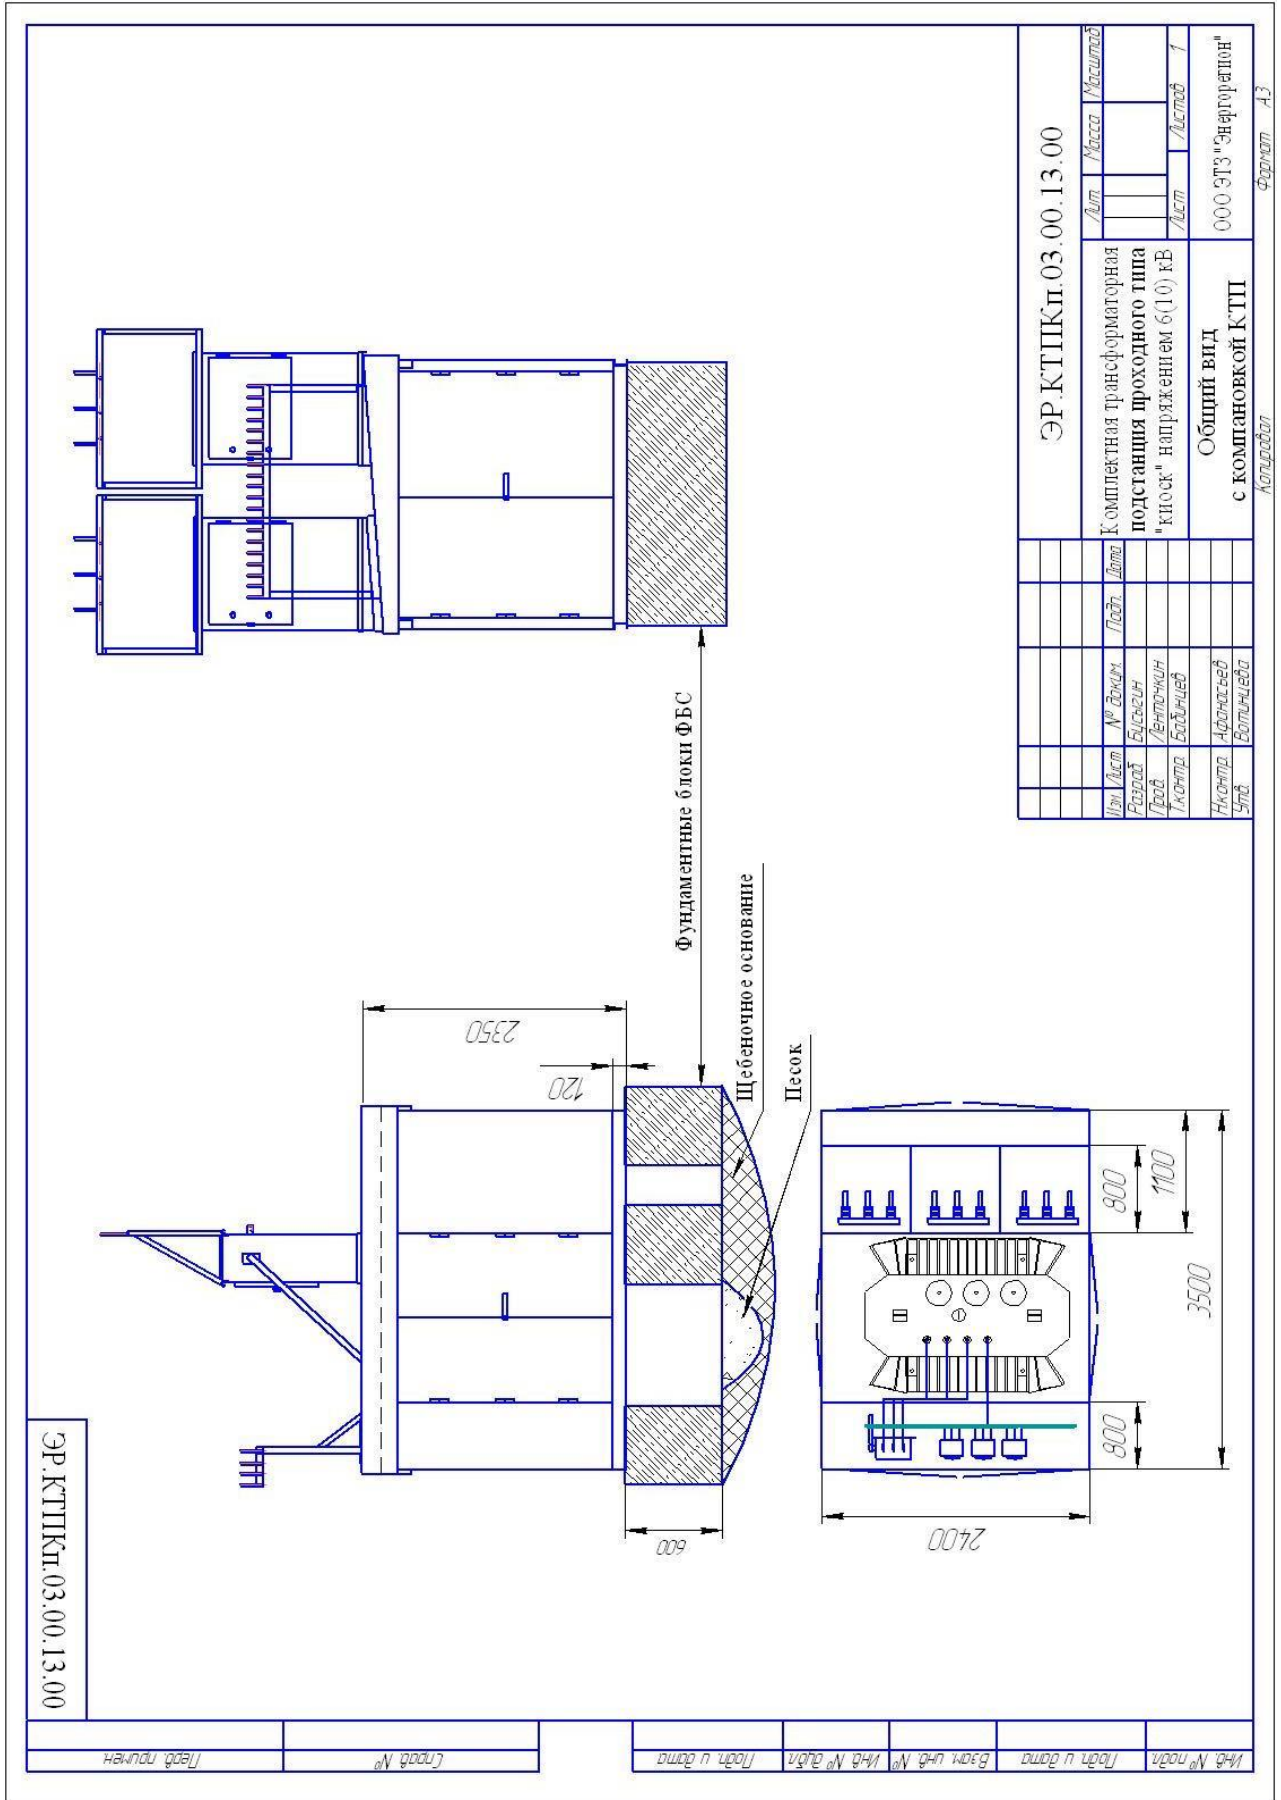 ЭР.КТПКп.03.00.13.00
Перв. примен
Справ. №
Подп. и дата
Инв. № дубл
Взам. инв. №
Подп. и дата
Инв. № подл
2350
120
600
Фундаментные блоки ФБС
Щебеночное основание
Песок
800
800
1100
3500
2400
ЭР.КТПКп.03.00.13.00
Изм. Лист № докум. Подп. Дата
Разраб. Бусыгин
Пров. Ленточкин
Т.контр. Бабинцев
Н.контр. Афанасьев
Утв. Вотинцева
Комплектная трансформаторная
подстанция проходного типа
"киоск" напряжением 6(10) кВ
Общий вид
с компановкой КТП
Лит. Масса Масштаб
Лист Листов 1
ООО ЭТЗ "Энергорегион"
Копировал Формат А3